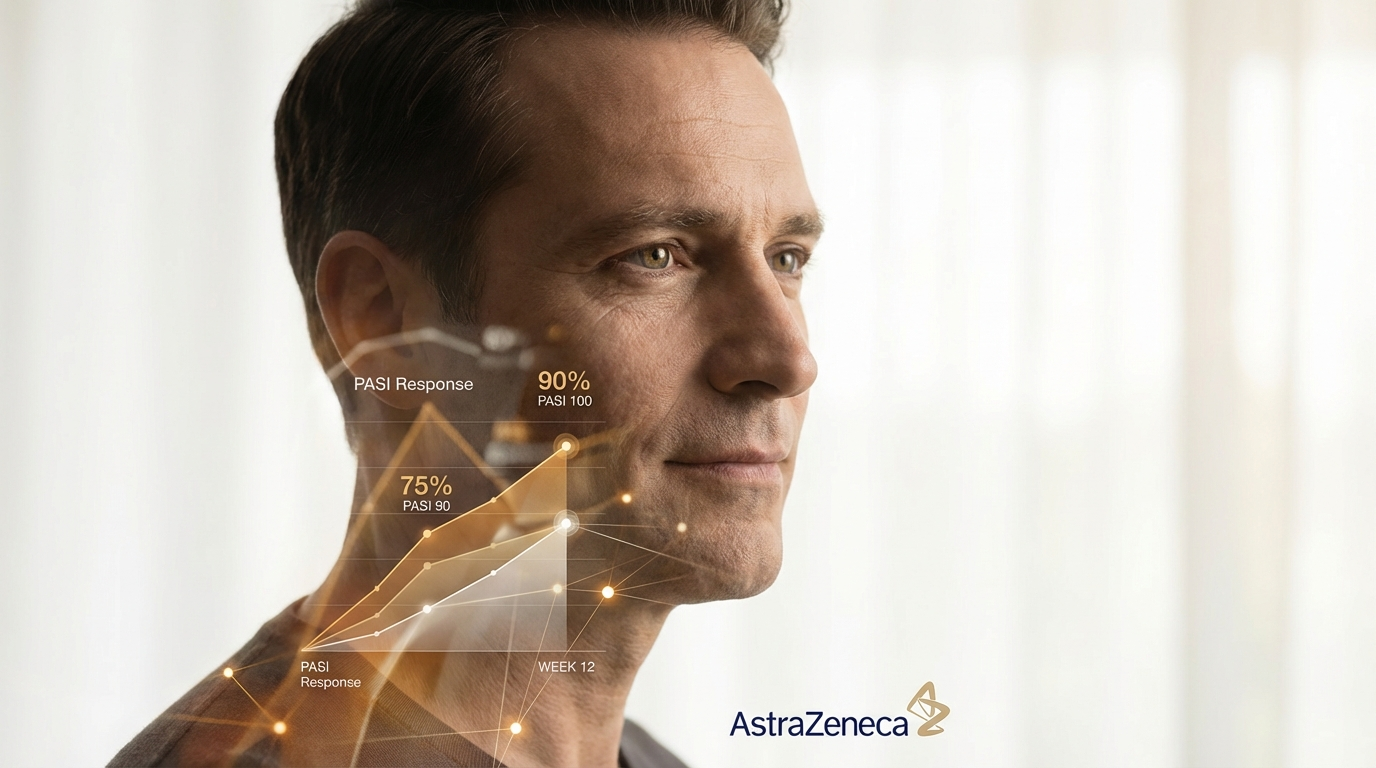 PASI Response
90%
PASI 100
75%
PASI 90
PASI
Response
WEEK 12
AstraZeneca